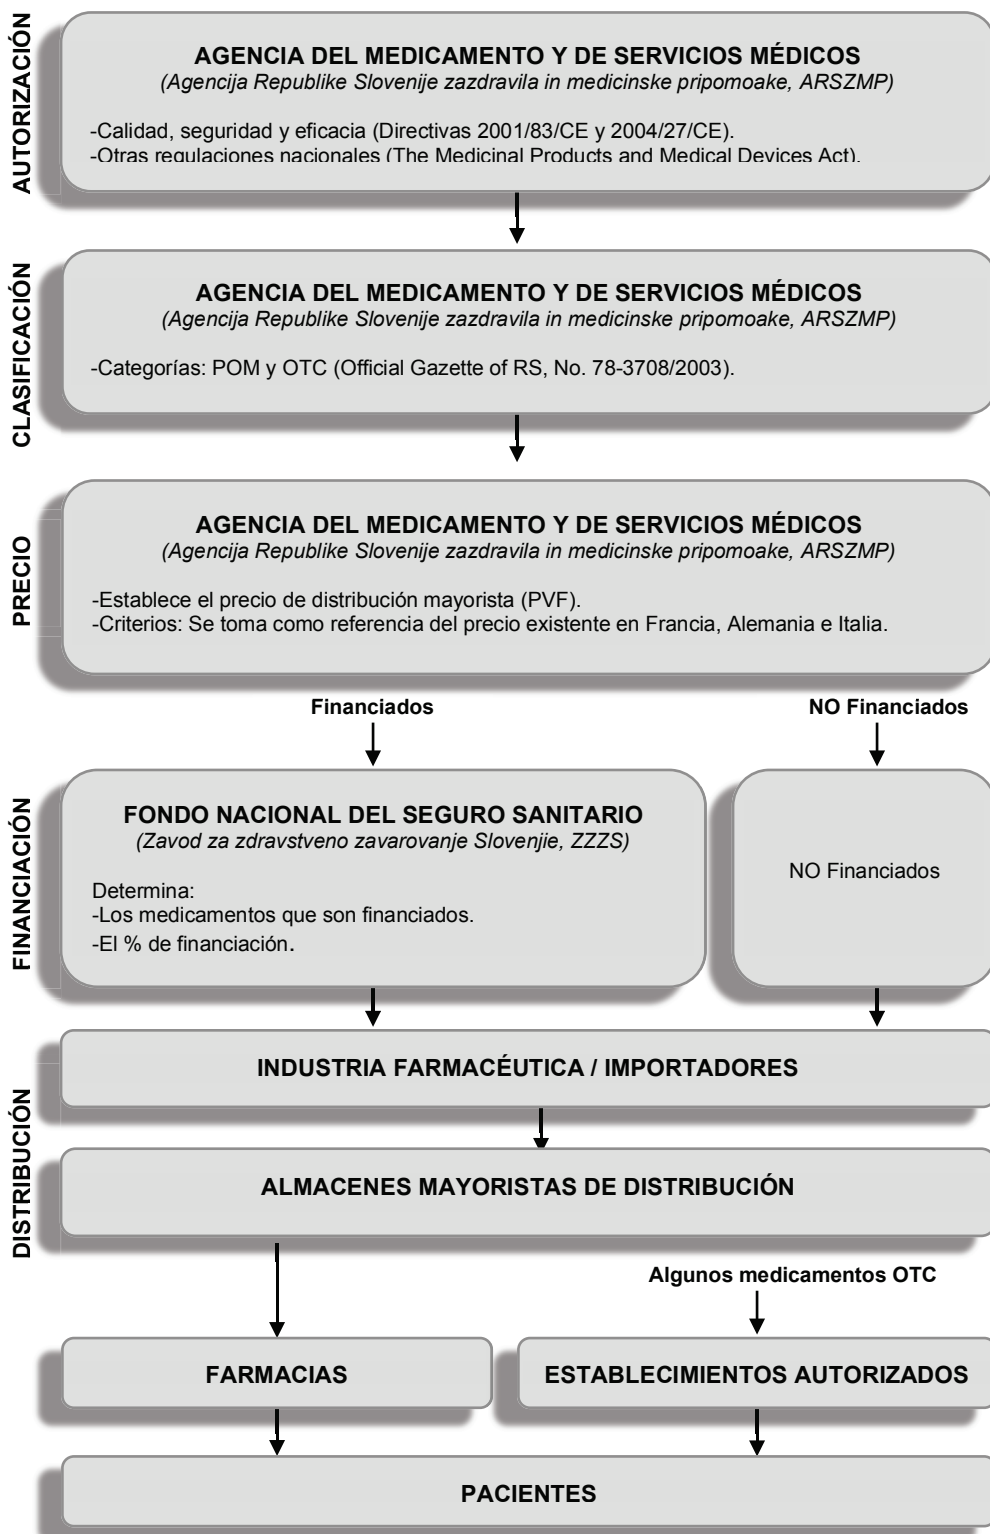 AUTORIZACIÓN
AGENCIA DEL MEDICAMENTO Y DE SERVICIOS MÉDICOS
(Agencija Republike Slovenije zazdravila in medicinske pripomoake, ARSZMP)
-Calidad, seguridad y eficacia (Directivas 2001/83/CE y 2004/27/CE).
-Otras regulaciones nacionales (The Medicinal Products and Medical Devices Act).
CLASIFICACIÓN
AGENCIA DEL MEDICAMENTO Y DE SERVICIOS MÉDICOS
(Agencija Republike Slovenije zazdravila in medicinske pripomoake, ARSZMP)
-Categorías: POM y OTC (Official Gazette of RS, No. 78-3708/2003).
PRECIO
AGENCIA DEL MEDICAMENTO Y DE SERVICIOS MÉDICOS
(Agencija Republike Slovenije zazdravila in medicinske pripomoake, ARSZMP)
-Establece el precio de distribución mayorista (PVF).
-Criterios: Se toma como referencia del precio existente en Francia, Alemania e Italia.
Financiados
NO Financiados
FINANCIACIÓN
FONDO NACIONAL DEL SEGURO SANITARIO
(Zavod za zdravstveno zavarovanje Slovenjie, ZZZS)
Determina:
-Los medicamentos que son financiados.
-El % de financiación.
NO Financiados
DISTRIBUCIÓN
INDUSTRIA FARMACÉUTICA / IMPORTADORES
ALMACENES MAYORISTAS DE DISTRIBUCIÓN
Algunos medicamentos OTC
FARMACIAS
ESTABLECIMIENTOS AUTORIZADOS
PACIENTES